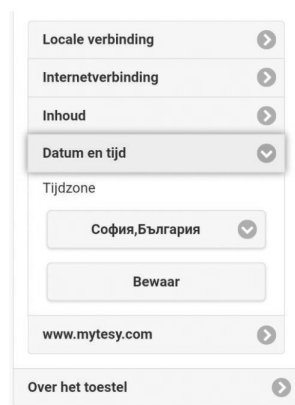 Locale verbinding
Internetverbinding
Inhoud
Datum en tijd
Tijdzone
София,България
Bewaar
www.mytesy.com
Over het toestel